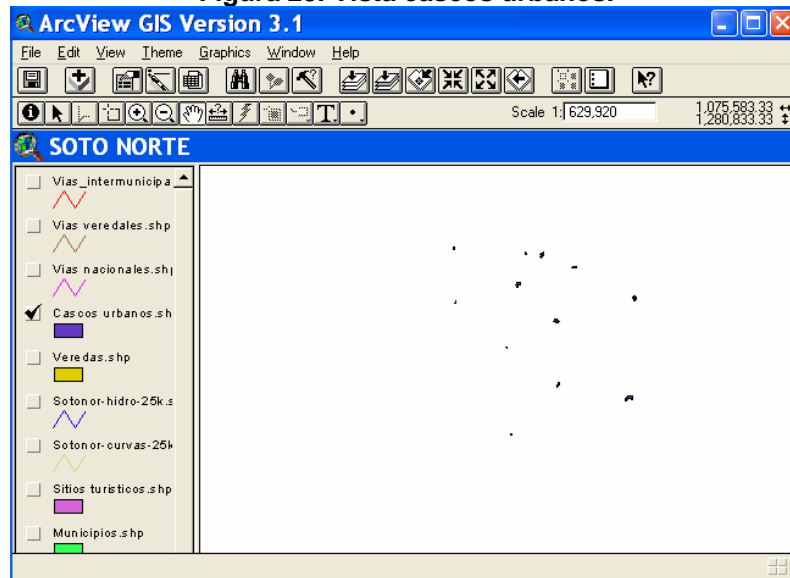 ArcView GIS Version 3.1
File Edit View Theme Graphics Window Help
Scale 1: 629,920
1,075,583.33
1,280,833.33
SOTO NORTE
Vias_intermunicipa
Vias veredales.shp
Vias nacionales.sh
Cascos urbanos.sh
Veredas.shp
Sotonor-hidro-25k.s
Sotonor-curvas-25k
Sitios turisticos.shp
Municipios.shp